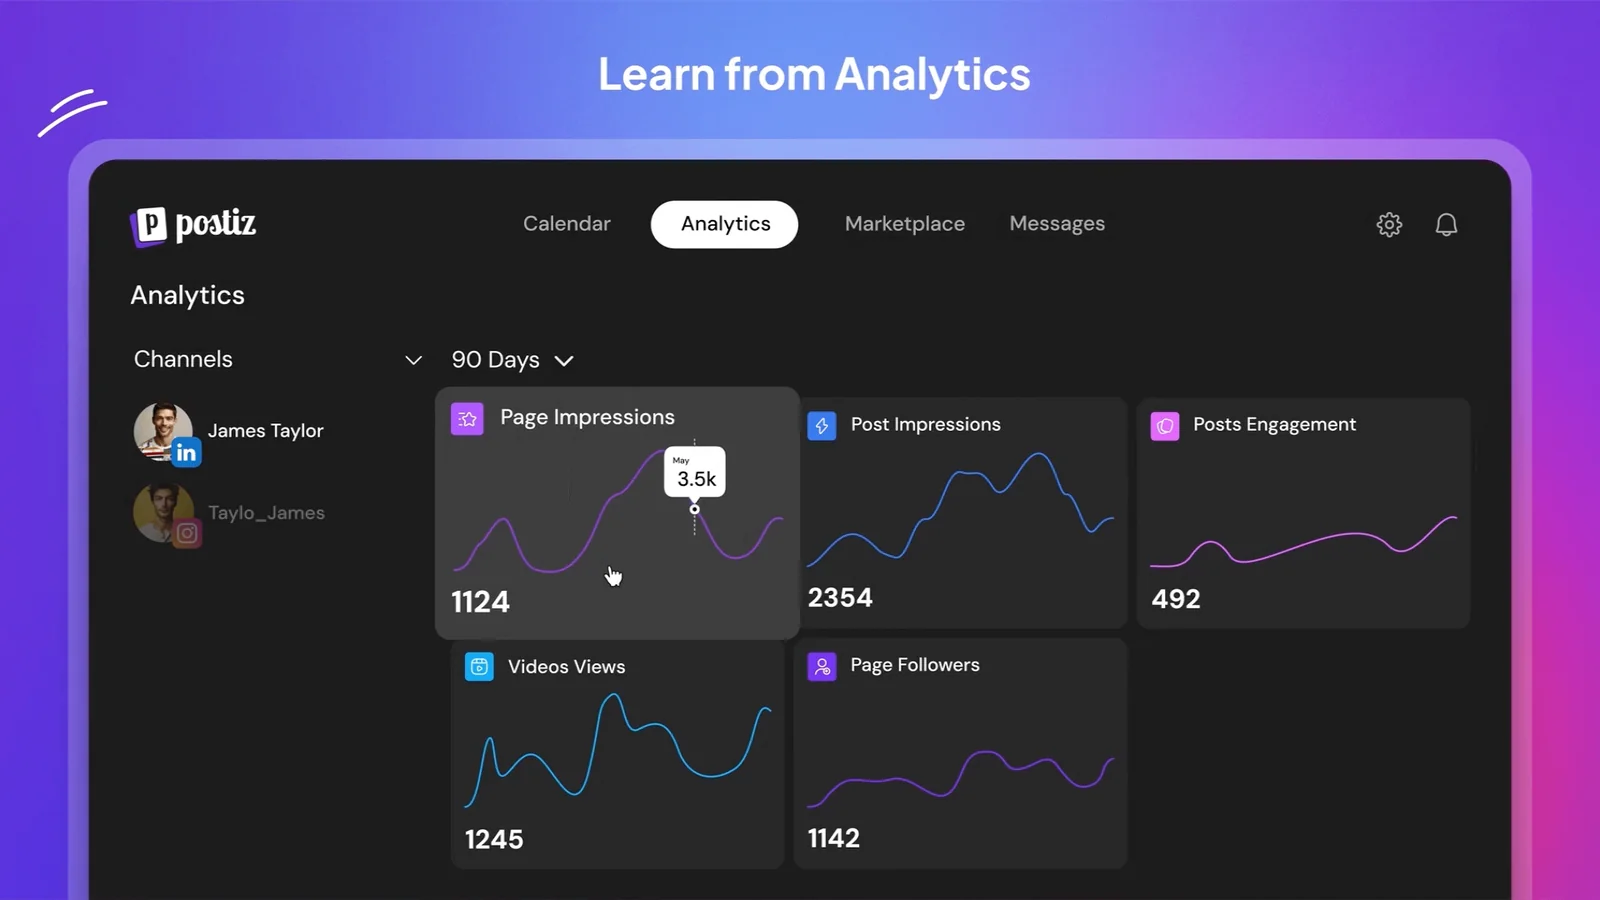 Learn from Analytics
P postiz
Calendar
Analytics
Marketplace
Messages
Analytics
Channels
90 Days
James Taylor
in
Taylo_James
Page Impressions
May
3.5k
1124
Post Impressions
2354
Posts Engagement
492
Videos Views
1245
Page Followers
1142